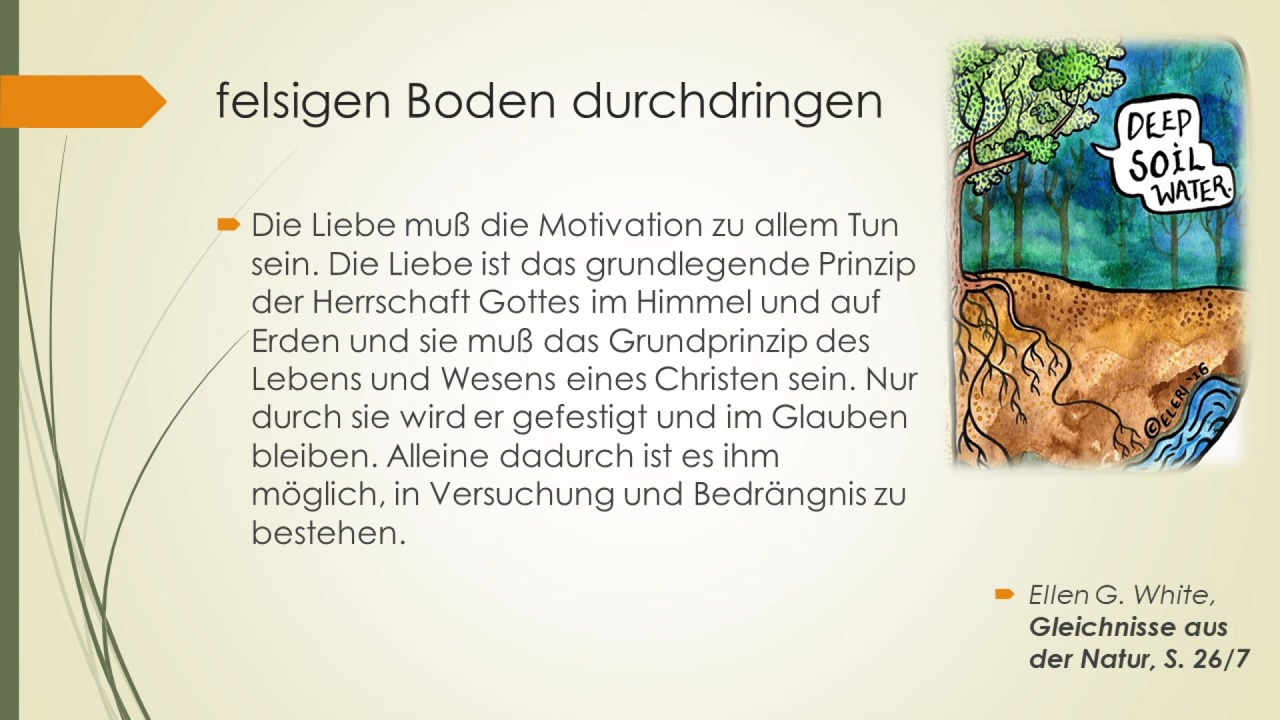 felsigen Boden durchdringen
Die Liebe muß die Motivation zu allem Tun
sein. Die Liebe ist das grundlegende Prinzip
der Herrschaft Gottes im Himmel und auf
Erden und sie muß das Grundprinzip des
Lebens und Wesens eines Christen sein. Nur
durch sie wird er gefestigt und im Glauben
bleiben. Alleine dadurch ist es ihm
möglich, in Versuchung und Bedrängnis zu
bestehen.
DEEP
SOIL
WATER.
©ELERI '16
Ellen G. White,
Gleichnisse aus
der Natur, S. 26/7